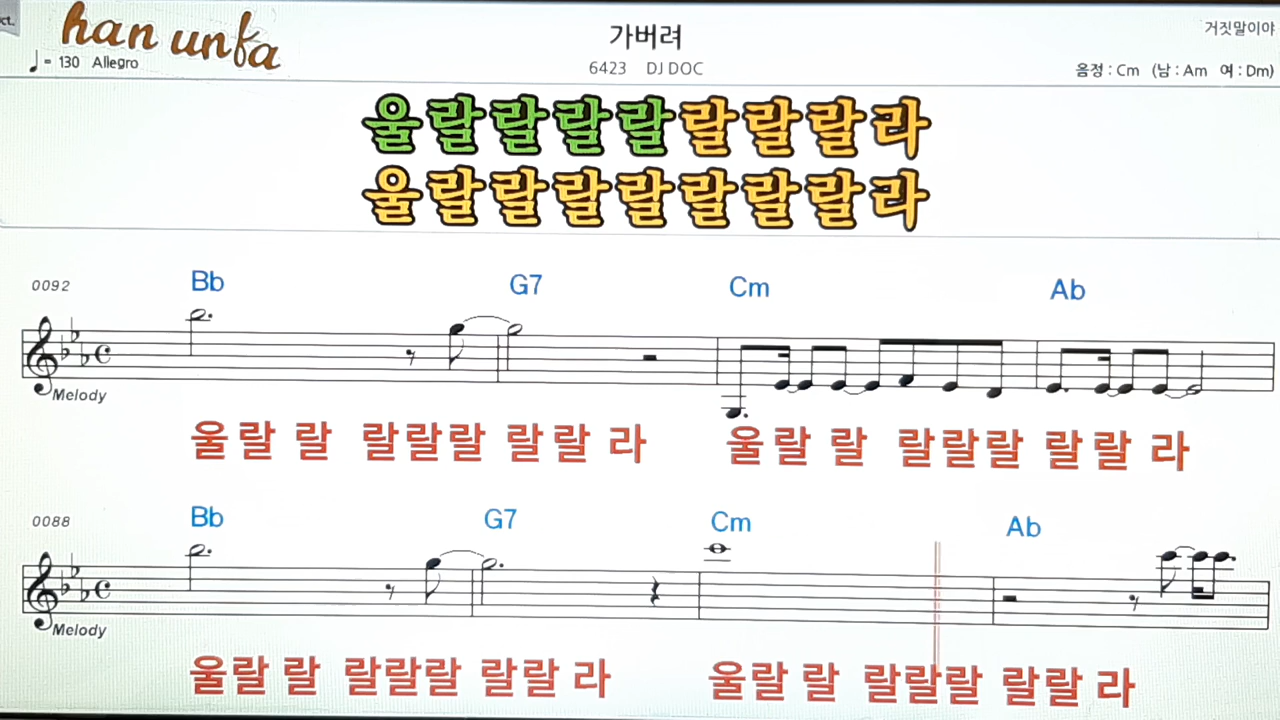 ct.
han unfa
가버려
거짓말이야
♩= 130 Allegro
6423 DJ DOC
음정 : Cm (남 : Am 여 : Dm)
울랄랄랄랄랄랄랄라
울랄랄랄랄랄랄랄라
0092 Bb G7 Cm Ab
Melody
울랄 랄 랄랄랄 랄랄 라 울랄 랄 랄랄랄 랄랄 라
0088 Bb G7 Cm Ab
Melody
울랄 랄 랄랄랄 랄랄 라 울랄 랄 랄랄랄 랄랄 라